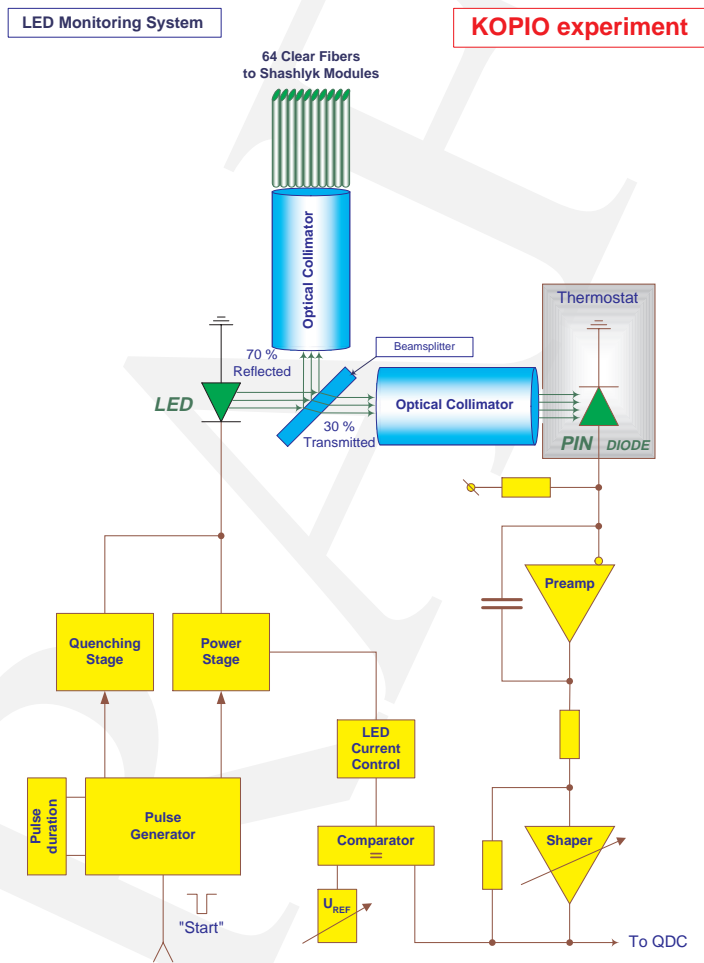 LED Monitoring System
KOPIO experiment
64 Clear Fibers
to Shashlyk Modules
Optical Collimator
Thermostat
70 %
Reflected
Beamsplitter
LED
Optical Collimator
30 %
Transmitted
PIN DIODE
Preamp
Quenching
Stage
Power
Stage
LED
Current
Control
Pulse
duration
Pulse
Generator
Comparator
=
Shaper
"Start"
U_REF
To QDC
DRAFT